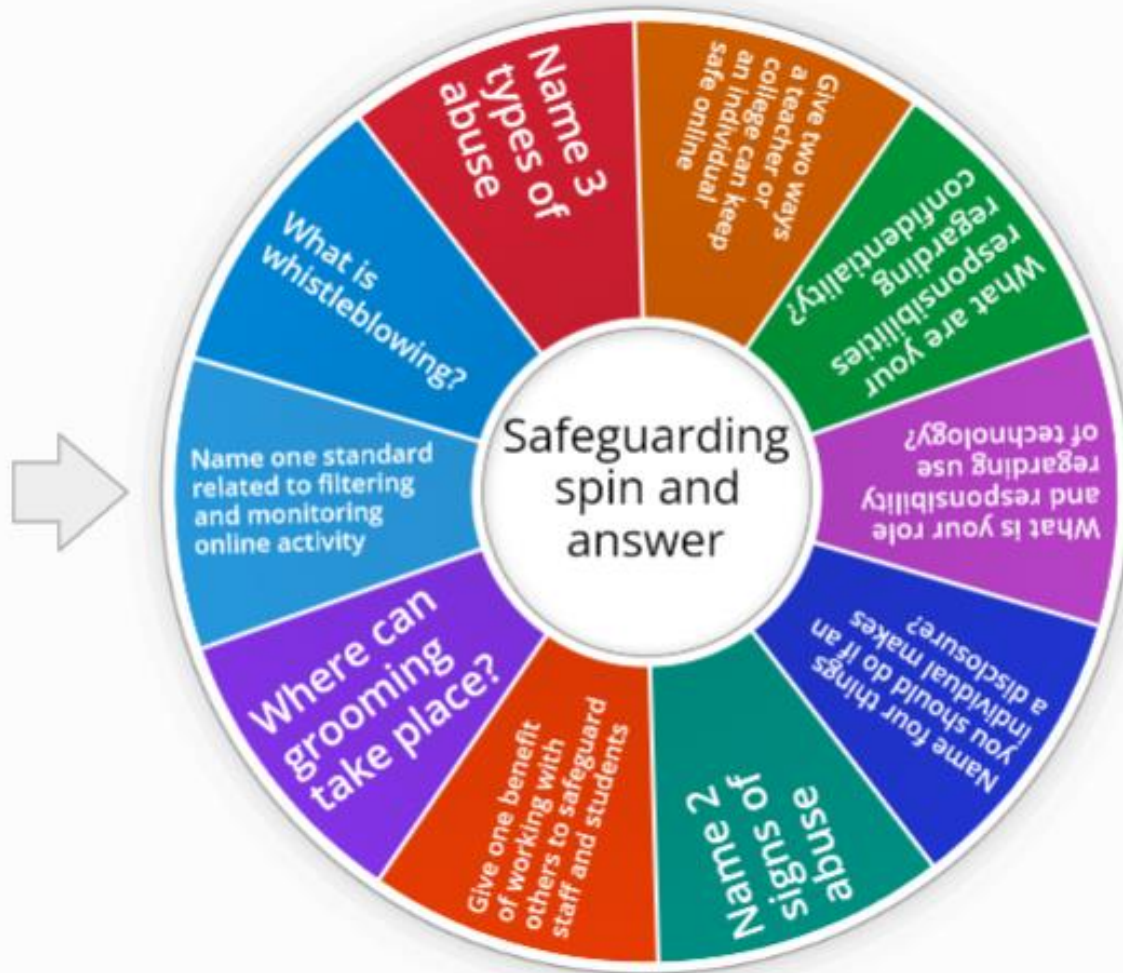 Name 3
types of
abuse
Give two ways
a teacher or
college can keep
an individual
safe online
What are your
responsibilities
regarding
confidentiality?
What is your role
and responsibility
regarding use
of technology?
Name four things
you should do if an
individual makes
a disclosure?
Name 2
signs of
abuse
Give one benefit
of working with
others to safeguard
staff and students
Where can
grooming
take place?
Name one standard
related to filtering
and monitoring
online activity
What is
whistleblowing?
Safeguarding
spin and
answer